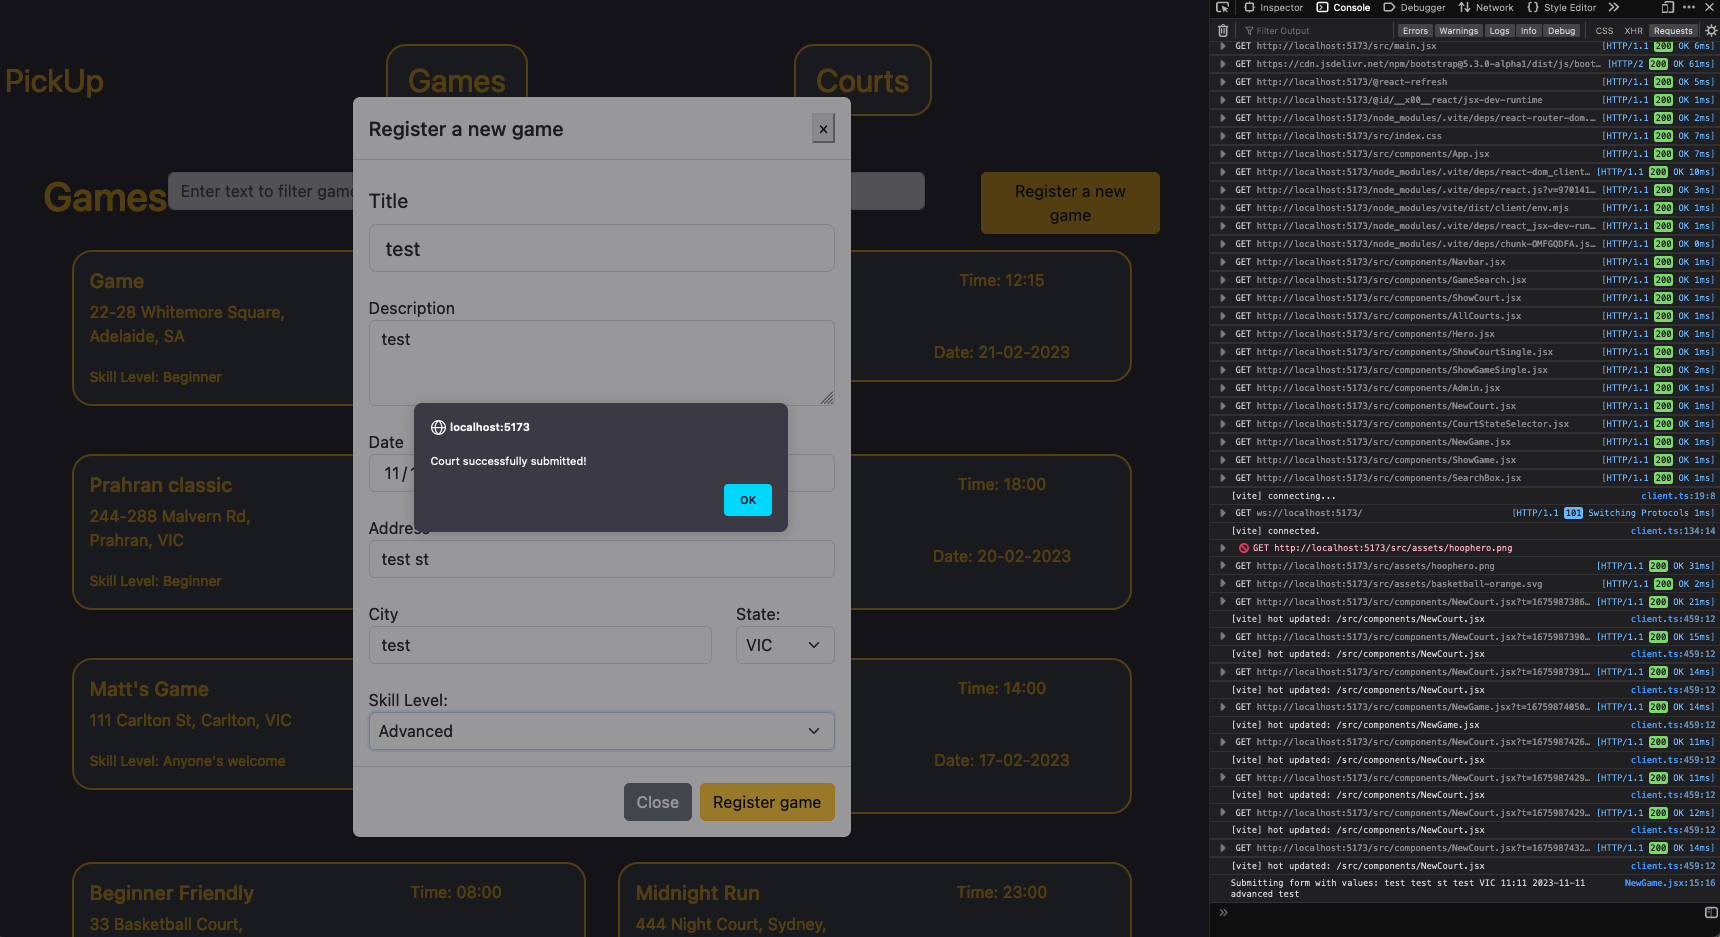 PickUp
Games
Courts
Games
Enter text to filter game
Register a new
game
Game
22-28 Whitemore Square,
Adelaide, SA
Skill Level: Beginner
Time: 12:15
Date: 21-02-2023
Prahran classic
244-288 Malvern Rd,
Prahran, VIC
Skill Level: Beginner
Time: 18:00
Date: 20-02-2023
Matt's Game
111 Carlton St, Carlton, VIC
Skill Level: Anyone's welcome
Time: 14:00
Date: 17-02-2023
Beginner Friendly
Time: 08:00
33 Basketball Court,
Midnight Run
Time: 23:00
444 Night Court, Sydney,
Register a new game
×
Title
test
Description
test
Date
11/
Address
test st
City
State:
test
VIC
Skill Level:
Advanced
Close
Register game
localhost:5173
Court successfully submitted!
OK
Inspector Console Debugger Network Style Editor
Filter Output Errors Warnings Logs Info Debug CSS XHR Requests
GET http://localhost:5173/src/main.jsx [HTTP/1.1 200 OK 6ms]
GET https://cdn.jsdelivr.net/npm/bootstrap@5.3.0-alpha1/dist/js/boot… [HTTP/2 200 OK 61ms]
GET http://localhost:5173/@react-refresh [HTTP/1.1 200 OK 5ms]
GET http://localhost:5173/@id/__x00__react/jsx-dev-runtime [HTTP/1.1 200 OK 1ms]
GET http://localhost:5173/node_modules/.vite/deps/react-router-dom.… [HTTP/1.1 200 OK 2ms]
GET http://localhost:5173/src/index.css [HTTP/1.1 200 OK 7ms]
GET http://localhost:5173/src/components/App.jsx [HTTP/1.1 200 OK 7ms]
GET http://localhost:5173/node_modules/.vite/deps/react-dom_client… [HTTP/1.1 200 OK 10ms]
GET http://localhost:5173/node_modules/.vite/deps/react.js?v=970141… [HTTP/1.1 200 OK 3ms]
GET http://localhost:5173/node_modules/vite/dist/client/env.mjs [HTTP/1.1 200 OK 1ms]
GET http://localhost:5173/node_modules/.vite/deps/react_jsx-dev-run… [HTTP/1.1 200 OK 1ms]
GET http://localhost:5173/node_modules/.vite/deps/chunk-OMFGQDFA.js… [HTTP/1.1 200 OK 0ms]
GET http://localhost:5173/src/components/Navbar.jsx [HTTP/1.1 200 OK 1ms]
GET http://localhost:5173/src/components/GameSearch.jsx [HTTP/1.1 200 OK 1ms]
GET http://localhost:5173/src/components/ShowCourt.jsx [HTTP/1.1 200 OK 1ms]
GET http://localhost:5173/src/components/AllCourts.jsx [HTTP/1.1 200 OK 1ms]
GET http://localhost:5173/src/components/Hero.jsx [HTTP/1.1 200 OK 1ms]
GET http://localhost:5173/src/components/ShowCourtSingle.jsx [HTTP/1.1 200 OK 1ms]
GET http://localhost:5173/src/components/ShowGameSingle.jsx [HTTP/1.1 200 OK 2ms]
GET http://localhost:5173/src/components/Admin.jsx [HTTP/1.1 200 OK 1ms]
GET http://localhost:5173/src/components/NewCourt.jsx [HTTP/1.1 200 OK 1ms]
GET http://localhost:5173/src/components/CourtStateSelector.jsx [HTTP/1.1 200 OK 1ms]
GET http://localhost:5173/src/components/NewGame.jsx [HTTP/1.1 200 OK 1ms]
GET http://localhost:5173/src/components/ShowGame.jsx [HTTP/1.1 200 OK 1ms]
GET http://localhost:5173/src/components/SearchBox.jsx [HTTP/1.1 200 OK 1ms]
[vite] connecting... client.ts:19:8
GET ws://localhost:5173/ [HTTP/1.1 101 Switching Protocols 1ms]
[vite] connected. client.ts:134:14
GET http://localhost:5173/src/assets/hoophero.png
GET http://localhost:5173/src/assets/hoophero.png [HTTP/1.1 200 OK 31ms]
GET http://localhost:5173/src/assets/basketball-orange.svg [HTTP/1.1 200 OK 2ms]
GET http://localhost:5173/src/components/NewCourt.jsx?t=1675987386… [HTTP/1.1 200 OK 21ms]
[vite] hot updated: /src/components/NewCourt.jsx client.ts:459:12
GET http://localhost:5173/src/components/NewCourt.jsx?t=1675987390… [HTTP/1.1 200 OK 15ms]
[vite] hot updated: /src/components/NewCourt.jsx client.ts:459:12
GET http://localhost:5173/src/components/NewCourt.jsx?t=1675987391… [HTTP/1.1 200 OK 14ms]
[vite] hot updated: /src/components/NewCourt.jsx client.ts:459:12
GET http://localhost:5173/src/components/NewGame.jsx?t=16759874050… [HTTP/1.1 200 OK 14ms]
[vite] hot updated: /src/components/NewGame.jsx client.ts:459:12
GET http://localhost:5173/src/components/NewCourt.jsx?t=1675987426… [HTTP/1.1 200 OK 11ms]
[vite] hot updated: /src/components/NewCourt.jsx client.ts:459:12
GET http://localhost:5173/src/components/NewCourt.jsx?t=1675987429… [HTTP/1.1 200 OK 11ms]
[vite] hot updated: /src/components/NewCourt.jsx client.ts:459:12
GET http://localhost:5173/src/components/NewCourt.jsx?t=1675987429… [HTTP/1.1 200 OK 12ms]
[vite] hot updated: /src/components/NewCourt.jsx client.ts:459:12
GET http://localhost:5173/src/components/NewCourt.jsx?t=1675987432… [HTTP/1.1 200 OK 14ms]
[vite] hot updated: /src/components/NewCourt.jsx client.ts:459:12
Submitting form with values: test test st test VIC 11:11 2023-11-11 NewGame.jsx:15:16
advanced test